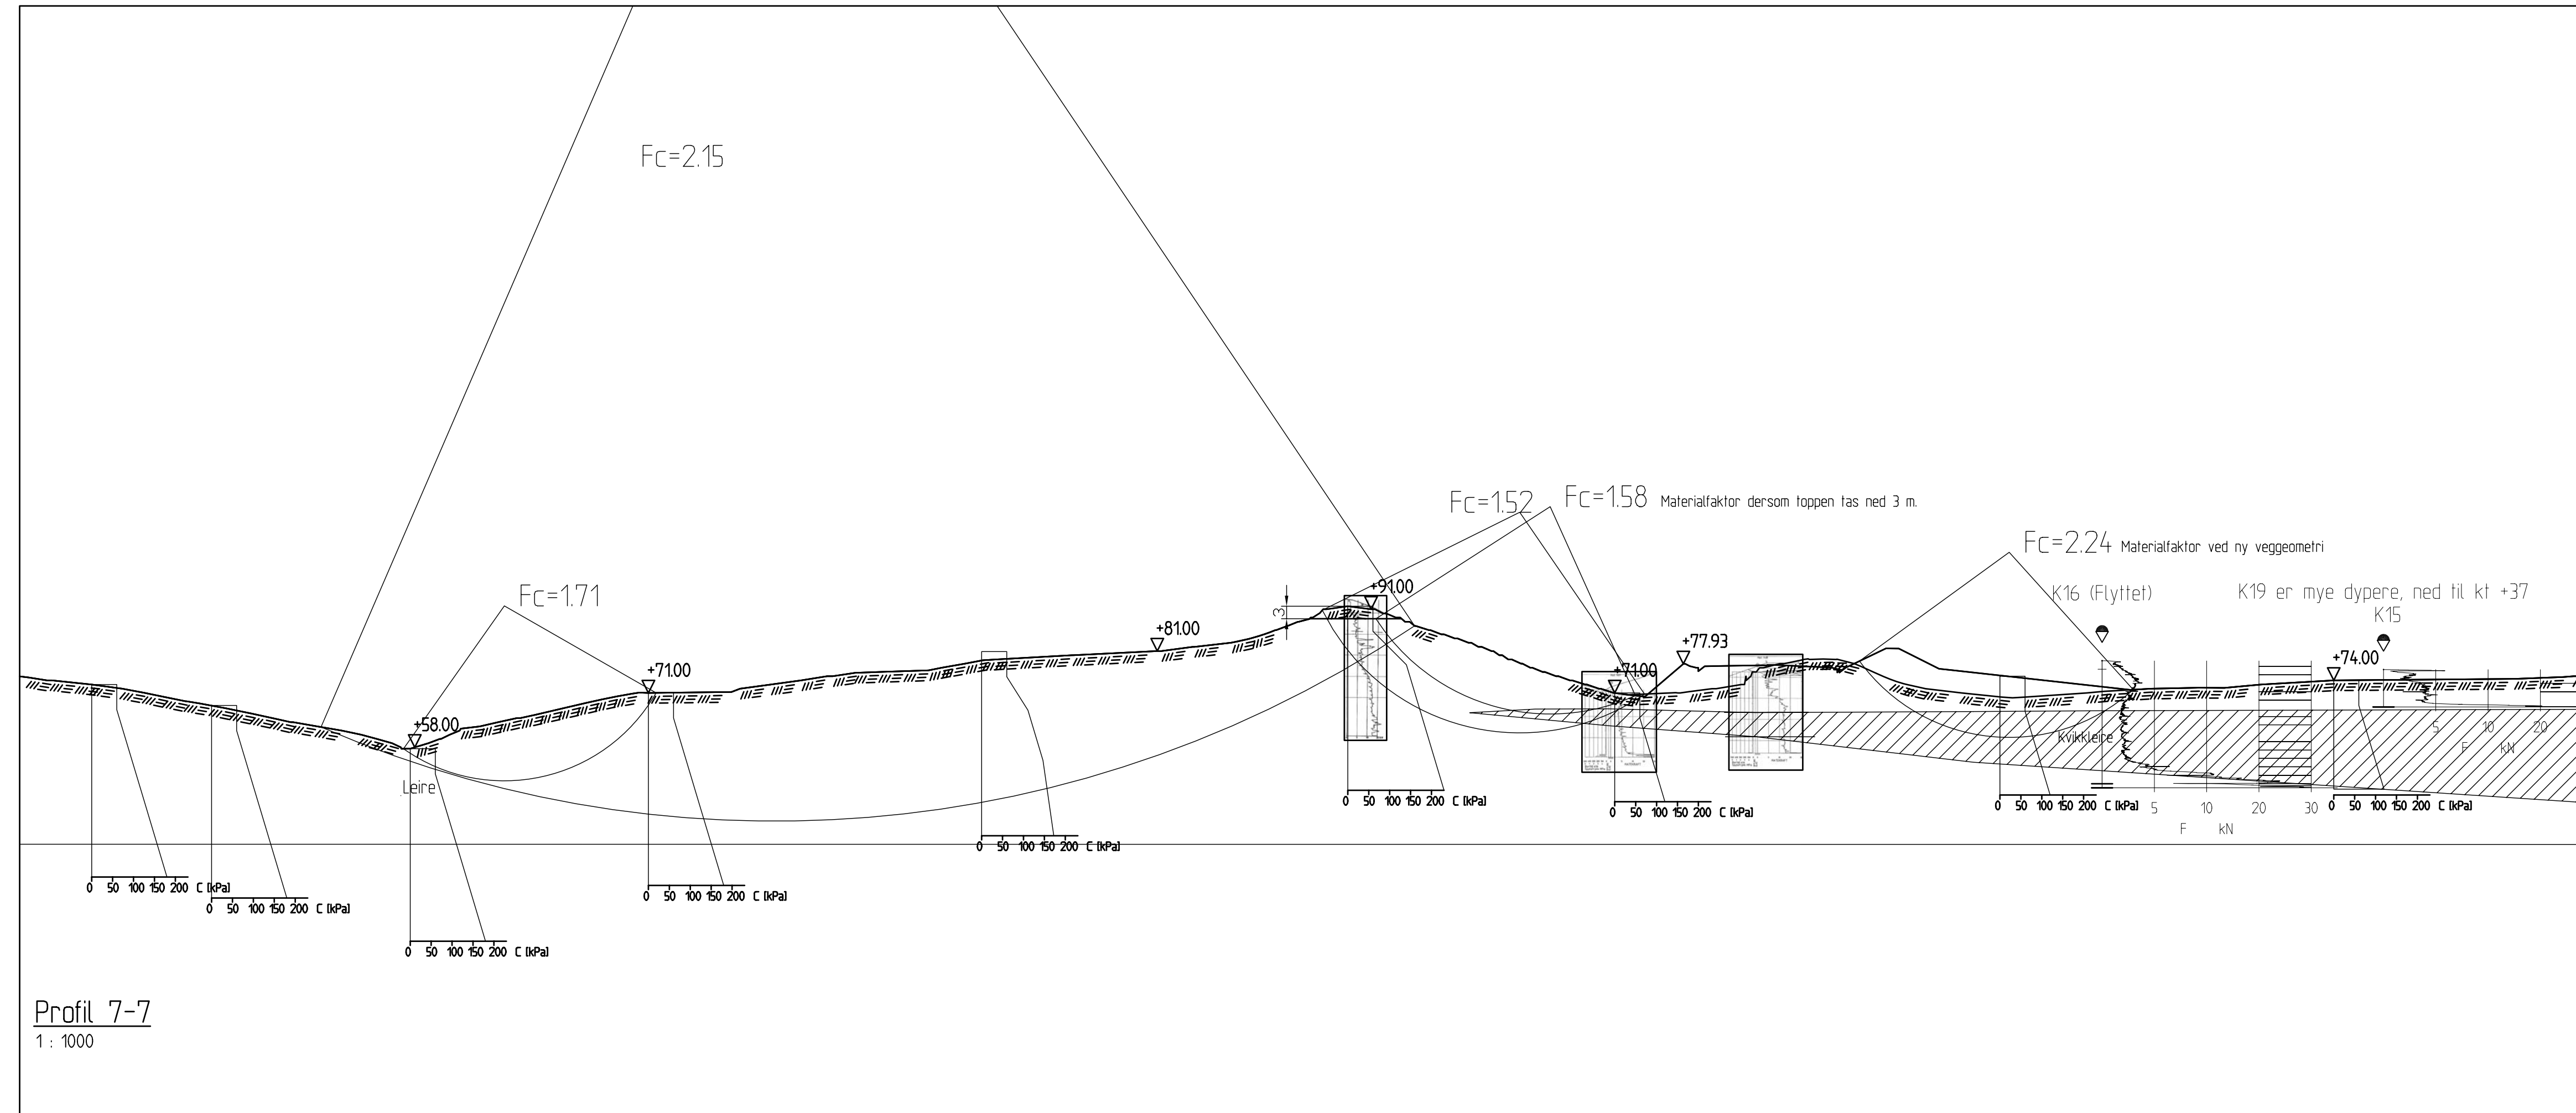 Fc=2.15
Fc=1.52
Fc=1.58 Materialfaktor dersom toppen tas ned 3 m.
Fc=2.24 Materialfaktor ved ny veggeometri
Fc=1.71
K16 (Flyttet)
K19 er mye dypere, ned til kt +37
K15
+91.00
3
+81.00
+77.93
+71.00
+71.00
+74.00
+58.00
Kvikkleire
Leire
5 10 20
F kN
0 50 100 150 200 C [kPa]
0 50 100 150 200 C [kPa]
0 50 100 150 200 C [kPa]
5 10 20 30
F kN
0 50 100 150 200 C [kPa]
0 50 100 150 200 C [kPa]
0 50 100 150 200 C [kPa]
0 50 100 150 200 C [kPa]
0 50 100 150 200 C [kPa]
0 50 100 150 200 C [kPa]
0 50 100 150 200 C [kPa]
Profil 7-7
1 : 1000